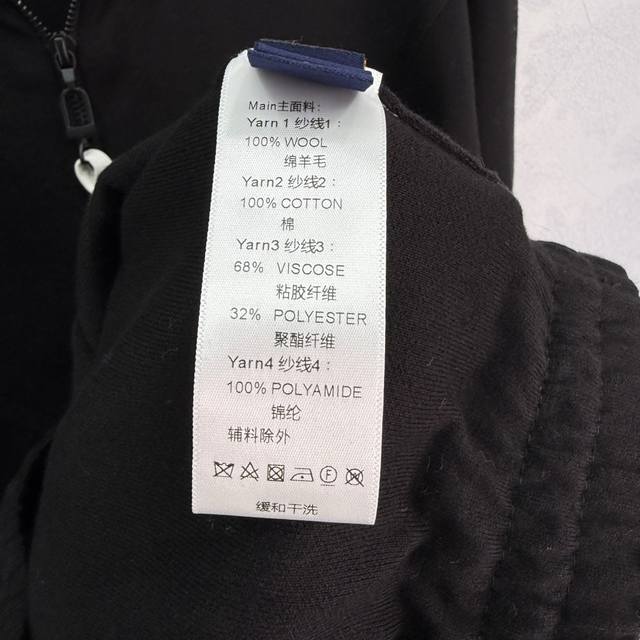 Main主面料:
Yarn 1 纱线1:
100% WOOL
绵羊毛
Yarn2 纱线2:
100% COTTON
棉
Yarn3 纱线3:
68% VISCOSE
粘胶纤维
32% POLYESTER
聚酯纤维
Yarn4 纱线4:
100% POLYAMIDE
锦纶
辅料除外
F
缓和干洗